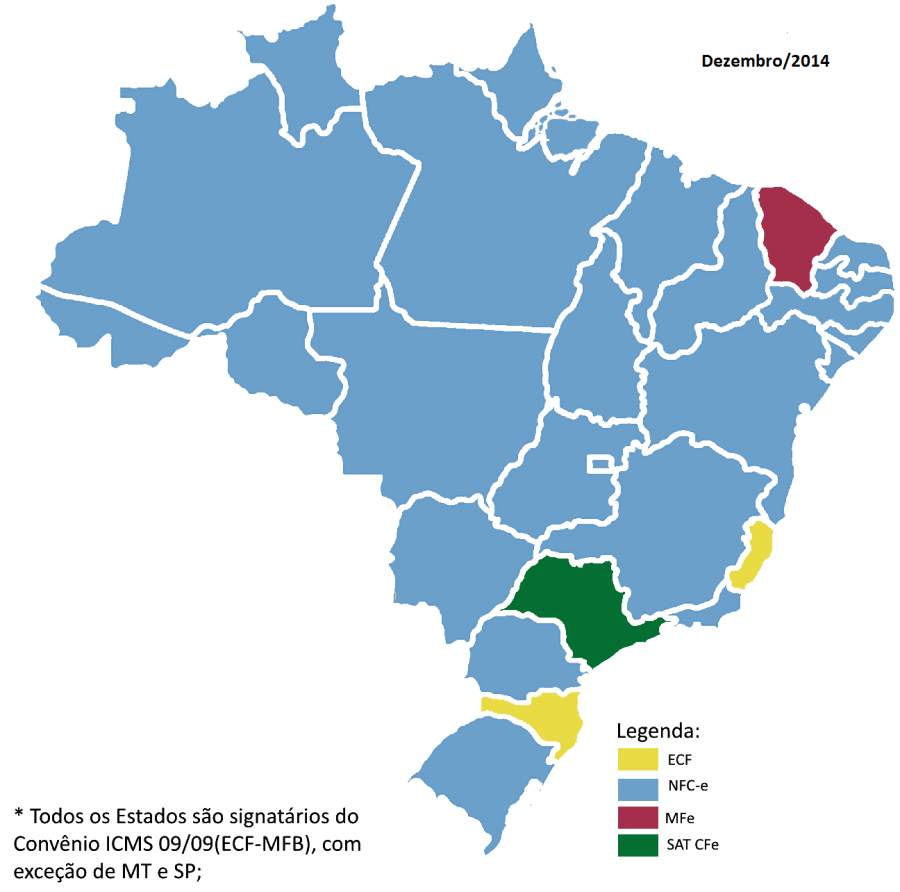 Dezembro/2014
Legenda:
ECF
NFC-e
MFe
SAT CFe
* Todos os Estados são signatários do
Convênio ICMS 09/09(ECF-MFB), com
exceção de MT e SP;